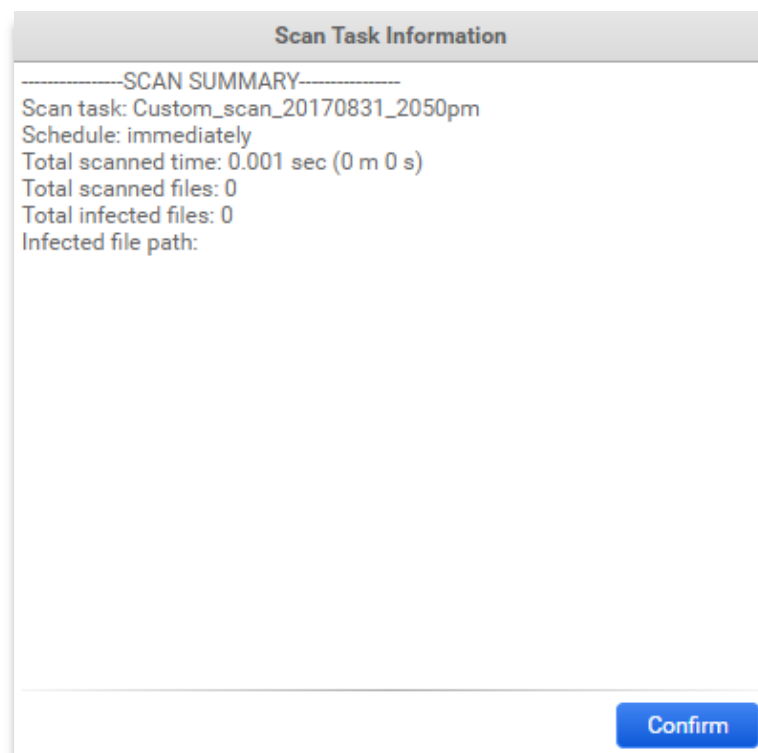 Scan Task Information
----------------SCAN SUMMARY----------------
Scan task: Custom_scan_20170831_2050pm
Schedule: immediately
Total scanned time: 0.001 sec (0 m 0 s)
Total scanned files: 0
Total infected files: 0
Infected file path:
Confirm